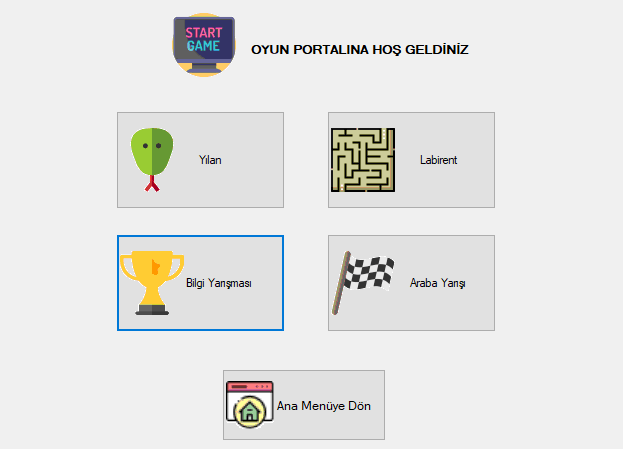 START
GAME
OYUN PORTALINA HOŞ GELDİNİZ
Yılan
Labirent
Bilgi Yarışması
Araba Yarışı
Ana Menüye Dön